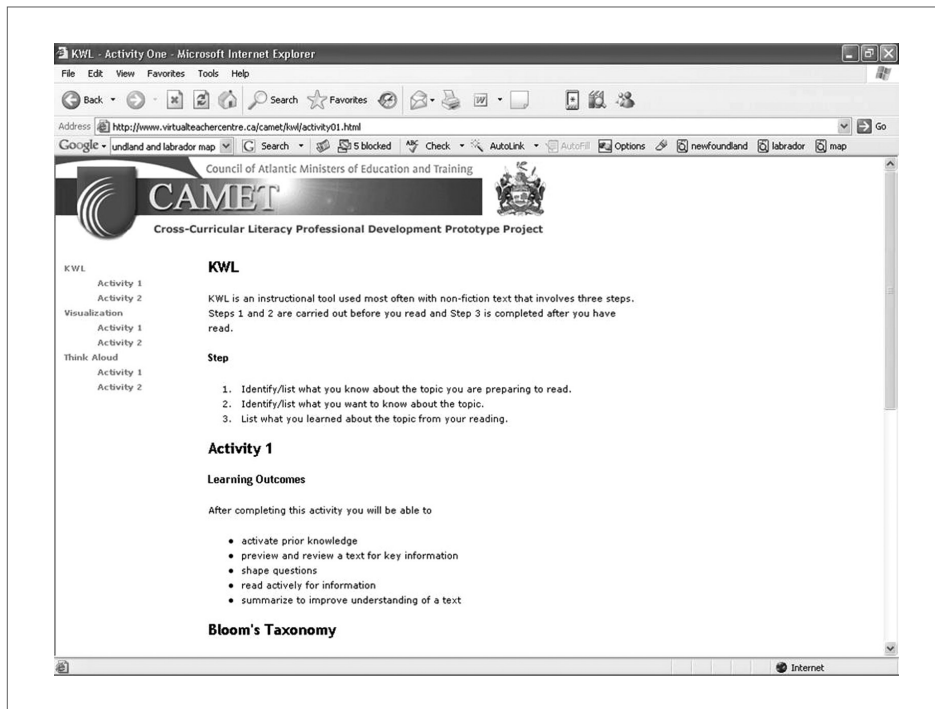 KWL - Activity One - Microsoft Internet Explorer
File Edit View Favorites Tools Help
Back Search Favorites
Address http://www.virtualteachercentre.ca/camet/kwl/activity01.html Go
Google undland and labrador map G Search 5 blocked Check AutoLink AutoFill Options newfoundland labrador map
Council of Atlantic Ministers of Education and Training
CAMET
Cross-Curricular Literacy Professional Development Prototype Project
KWL
Activity 1
Activity 2
Visualization
Activity 1
Activity 2
Think Aloud
Activity 1
Activity 2
KWL
KWL is an instructional tool used most often with non-fiction text that involves three steps.
Steps 1 and 2 are carried out before you read and Step 3 is completed after you have
read.
Step
1. Identify/list what you know about the topic you are preparing to read.
2. Identify/list what you want to know about the topic.
3. List what you learned about the topic from your reading.
Activity 1
Learning Outcomes
After completing this activity you will be able to
• activate prior knowledge
• preview and review a text for key information
• shape questions
• read actively for information
• summarize to improve understanding of a text
Bloom's Taxonomy
Internet